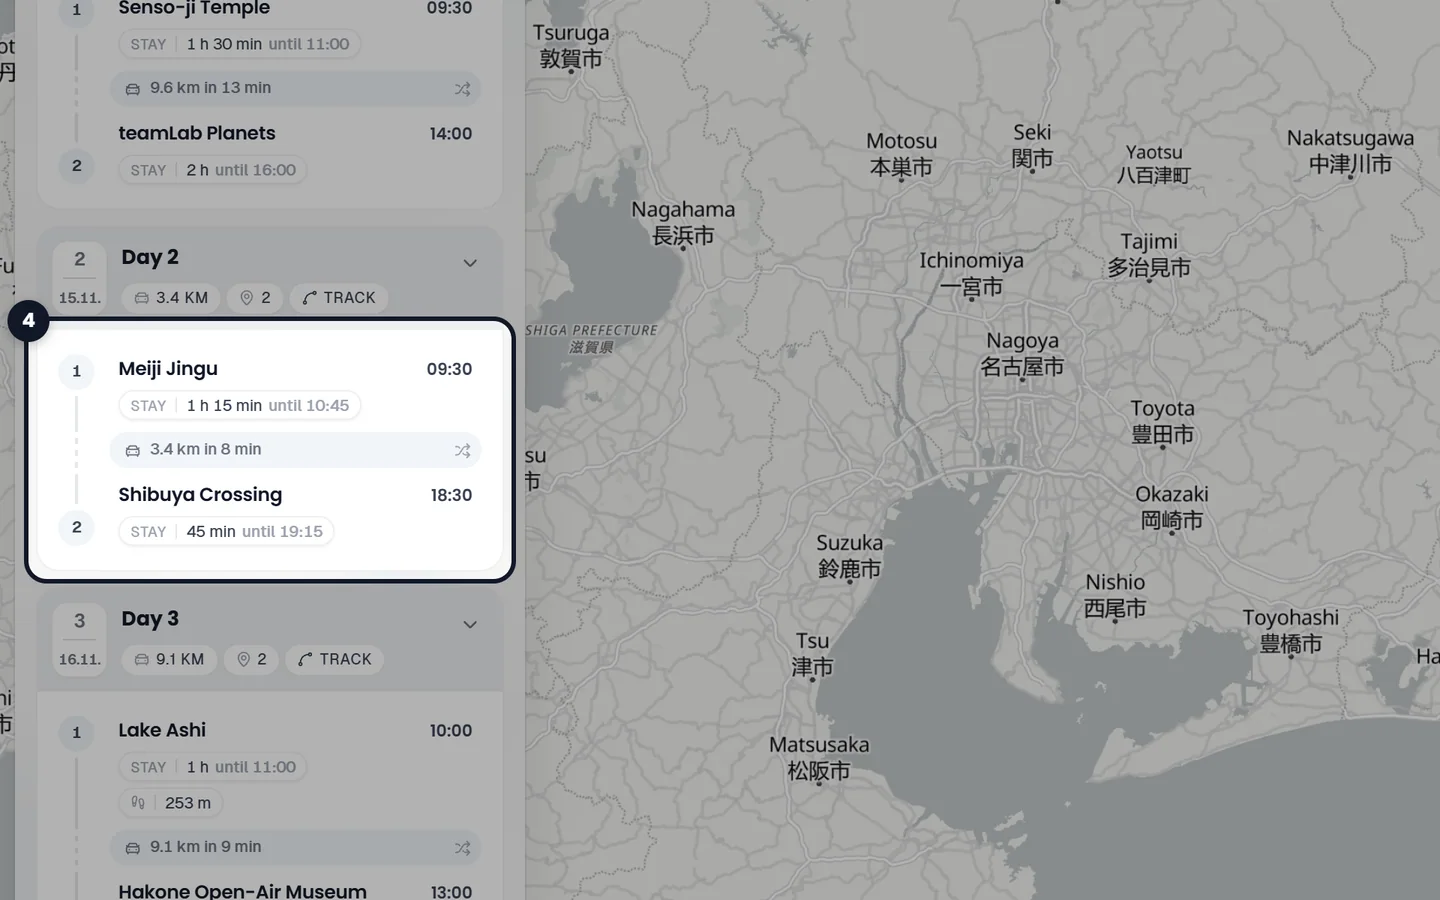 1
Senso-ji Temple
09:30
STAY
1 h 30 min until 11:00
9.6 km in 13 min
teamLab Planets
14:00
2
STAY
2 h until 16:00
2
Day 2
15.11.
3.4 KM
2
TRACK
4
1
Meiji Jingu
09:30
STAY
1 h 15 min until 10:45
3.4 km in 8 min
Shibuya Crossing
18:30
2
STAY
45 min until 19:15
3
Day 3
16.11.
9.1 KM
2
TRACK
1
Lake Ashi
10:00
STAY
1 h until 11:00
253 m
9.1 km in 9 min
Hakone Open-Air Museum
13:00
Tsuruga
敦賀市
Motosu
本巣市
Seki
関市
Yaotsu
八百津町
Nakatsugawa
中津川市
Nagahama
長浜市
Tajimi
多治見市
Ichinomiya
一宮市
SHIGA PREFECTURE
滋賀県
Nagoya
名古屋市
Toyota
豊田市
su
市
Okazaki
岡崎市
Suzuka
鈴鹿市
Nishio
西尾市
Toyohashi
豊橋市
Tsu
津市
Ha
Matsusaka
松阪市